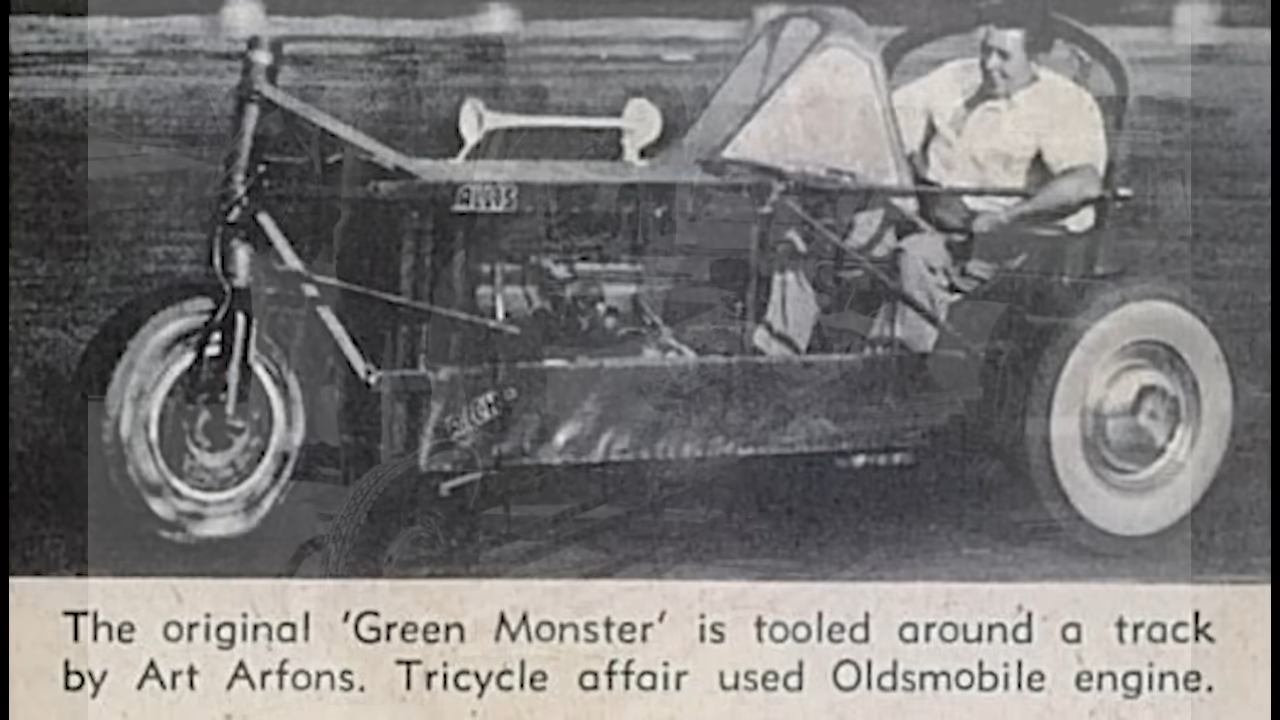 The original 'Green Monster' is tooled around a track
by Art Arfons. Tricycle affair used Oldsmobile engine.